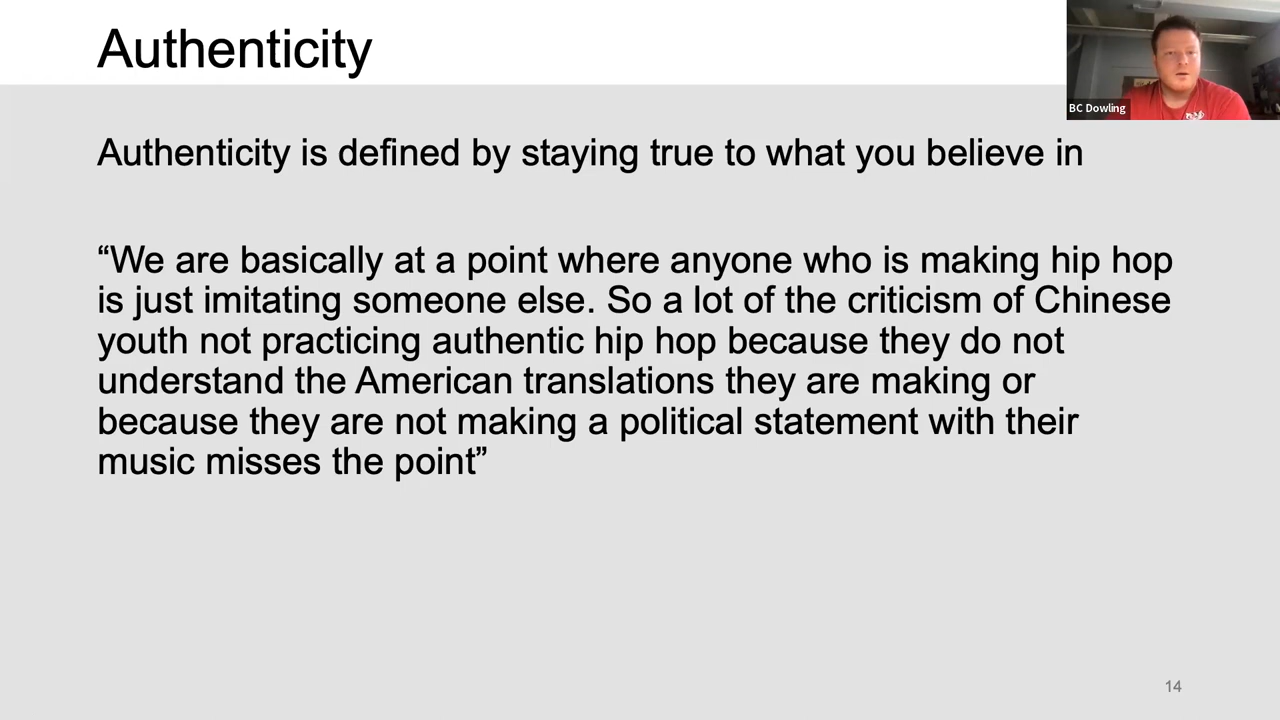 Authenticity
BC Dowling
Authenticity is defined by staying true to what you believe in
“We are basically at a point where anyone who is making hip hop
is just imitating someone else. So a lot of the criticism of Chinese
youth not practicing authentic hip hop because they do not
understand the American translations they are making or
because they are not making a political statement with their
music misses the point”
14